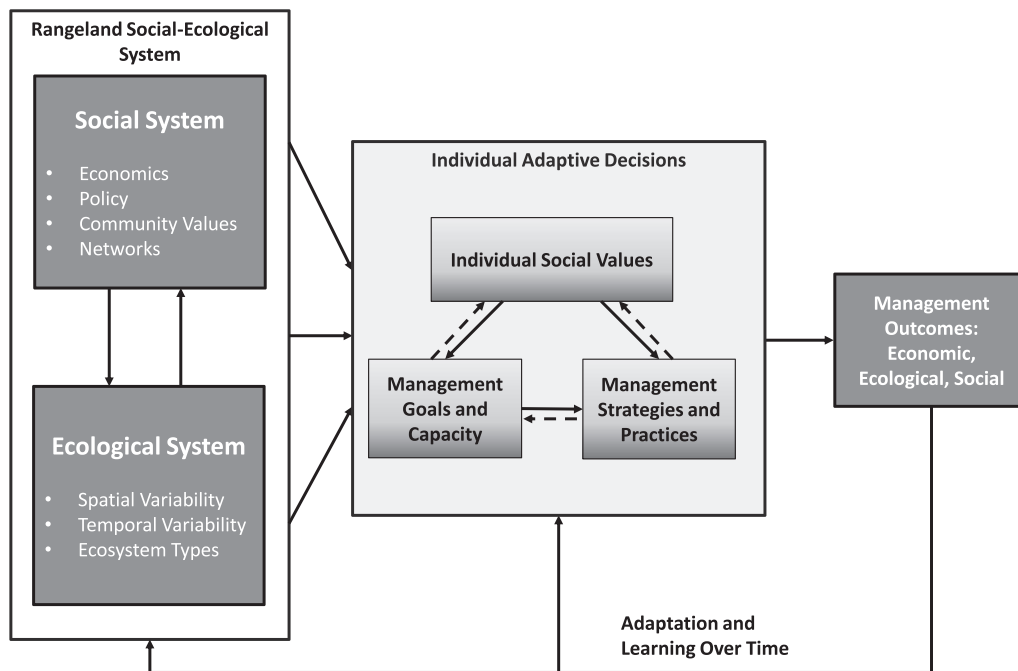 Rangeland Social-Ecological
System
Social System
• Economics
• Policy
• Community Values
• Networks
Ecological System
• Spatial Variability
• Temporal Variability
• Ecosystem Types
Individual Adaptive Decisions
Individual Social Values
Management
Goals and
Capacity
Management
Strategies and
Practices
Management
Outcomes:
Economic,
Ecological, Social
Adaptation and
Learning Over Time